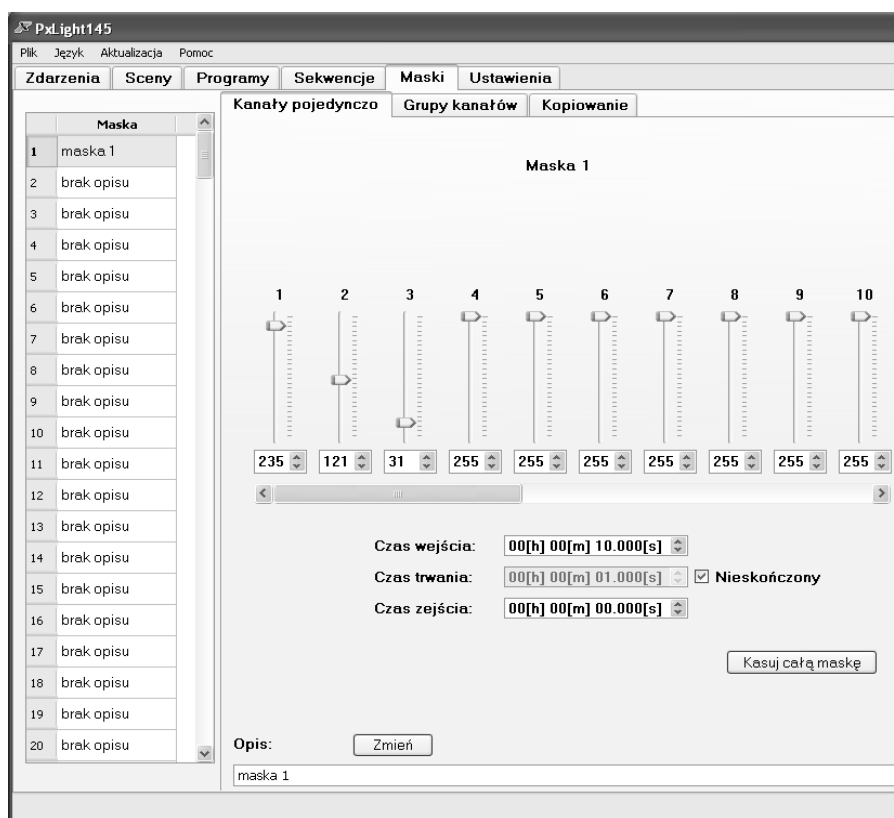 PxLight145
Plik Język Aktualizacja Pomoc
Zdarzenia Sceny Programy Sekwencje Maski Ustawienia
Kanały pojedynczo Grupy kanałów Kopiowanie
Maska
1 maska 1
2 brak opisu
3 brak opisu
4 brak opisu
5 brak opisu
6 brak opisu
7 brak opisu
8 brak opisu
9 brak opisu
10 brak opisu
11 brak opisu
12 brak opisu
13 brak opisu
14 brak opisu
15 brak opisu
16 brak opisu
17 brak opisu
18 brak opisu
19 brak opisu
20 brak opisu
Maska 1
1 2 3 4 5 6 7 8 9 10
235 121 31 255 255 255 255 255 255 255
Czas wejścia: 00[h] 00[m] 10.000[s]
Czas trwania: 00[h] 00[m] 01.000[s] Nieskończony
Czas zejścia: 00[h] 00[m] 00.000[s]
Kasuj całą maskę
Opis: Zmień
maska 1